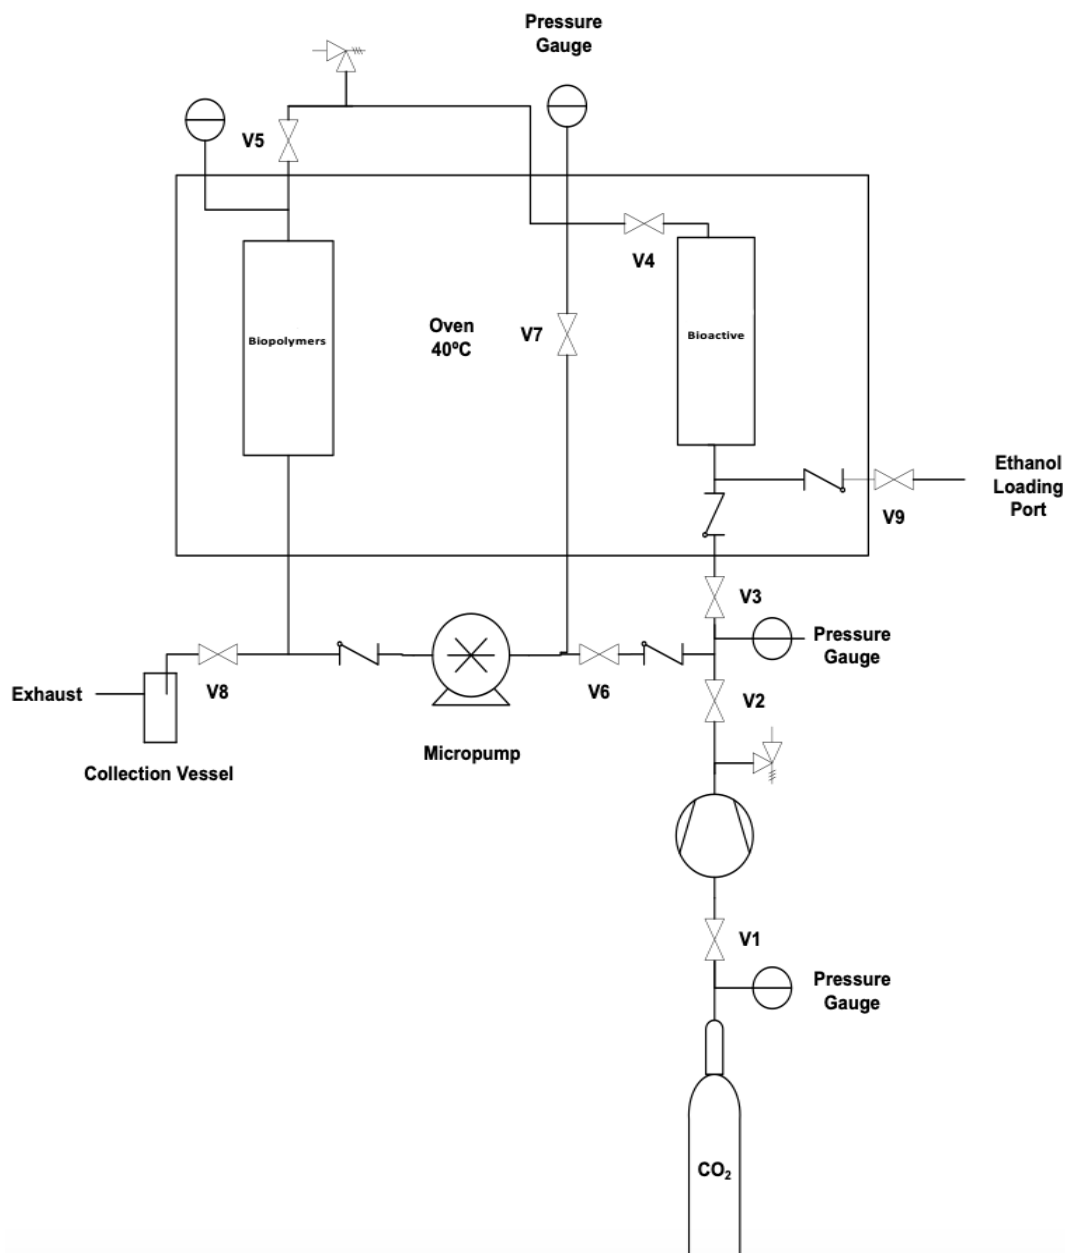 Pressure
Gauge
V5
V4
Biopolymers
Oven
40ºC
V7
Bioactive
Ethanol
Loading
Port
V9
V3
Pressure
Gauge
Exhaust
V8
V6
V2
Micropump
Collection Vessel
V1
Pressure
Gauge
CO₂